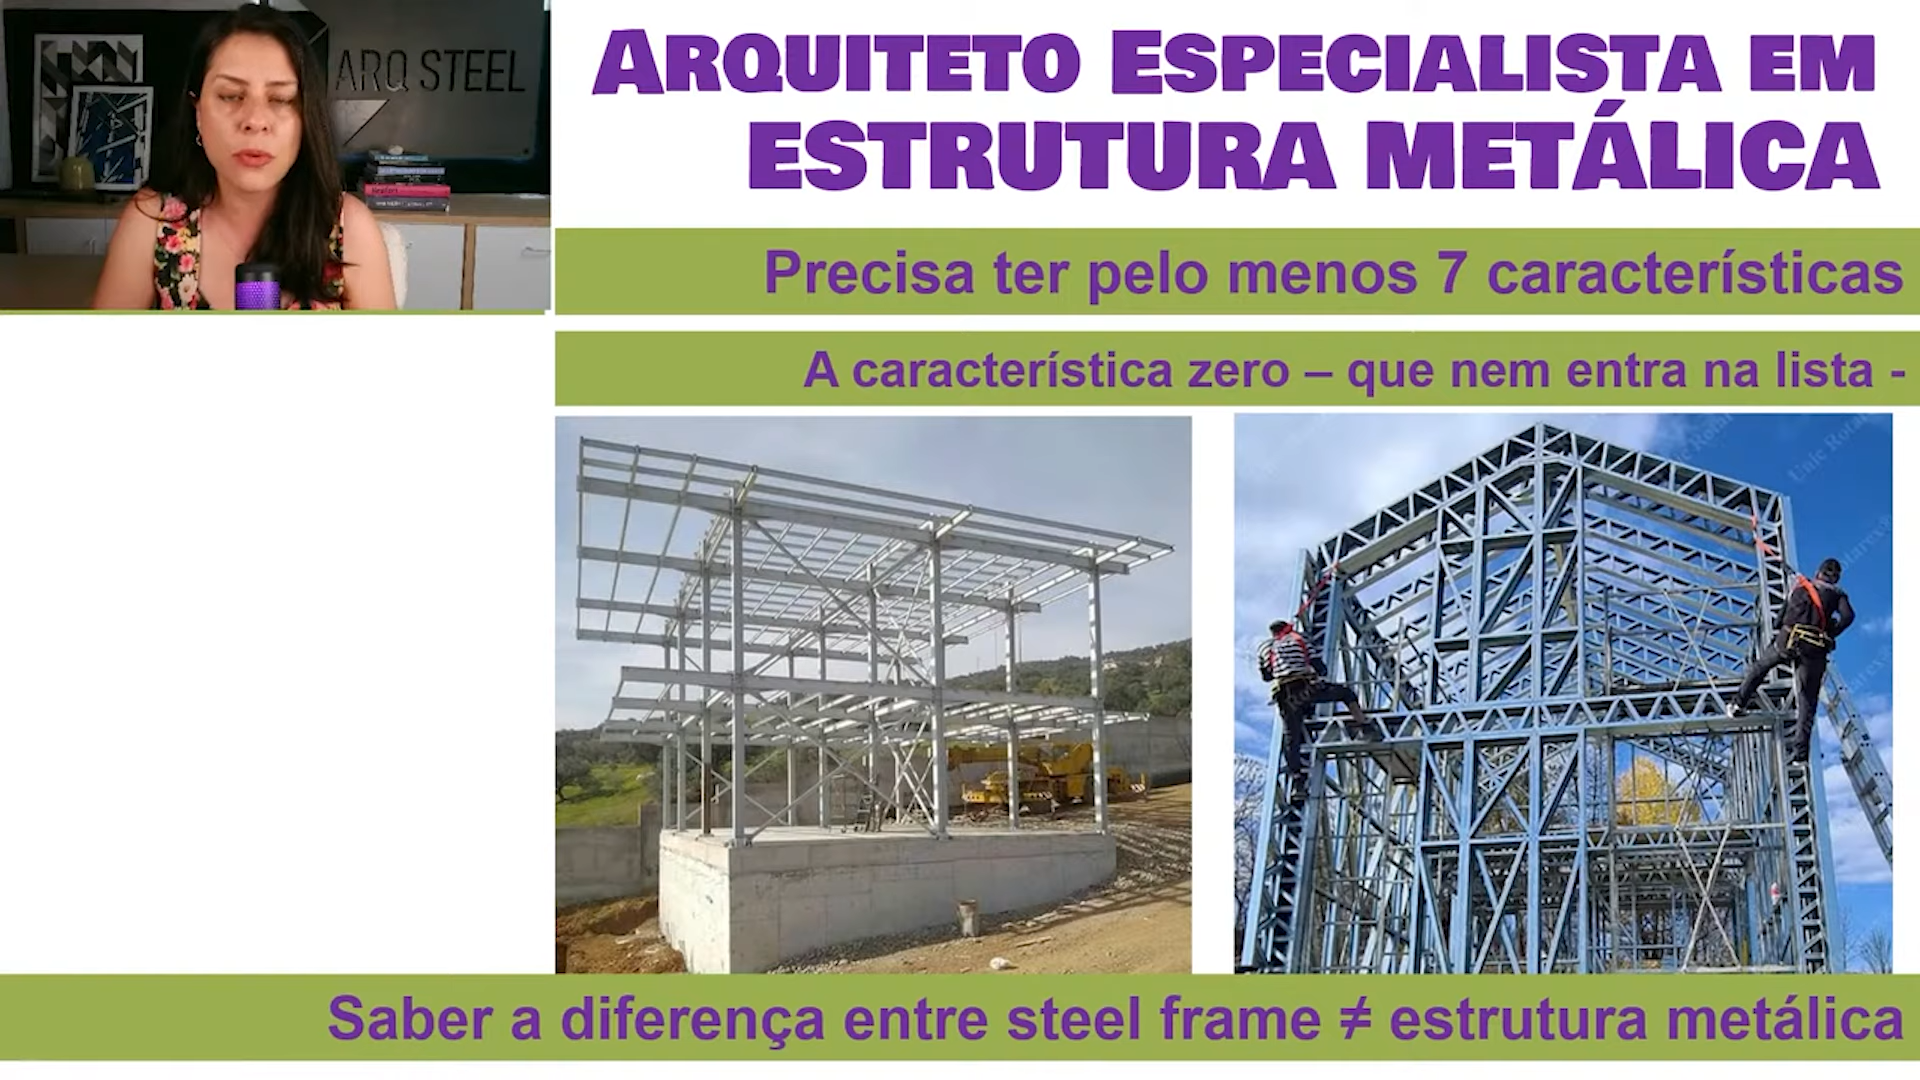 ARQ STEEL
ARQUITETO ESPECIALISTA EM
ESTRUTURA METÁLICA
Precisa ter pelo menos 7 características
A característica zero – que nem entra na lista -
Saber a diferença entre steel frame ≠ estrutura metálica